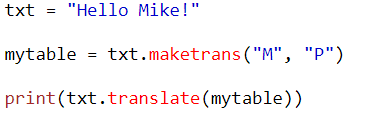 txt = "Hello Mike!"
mytable = txt.maketrans("M", "P")
print(txt.translate(mytable))